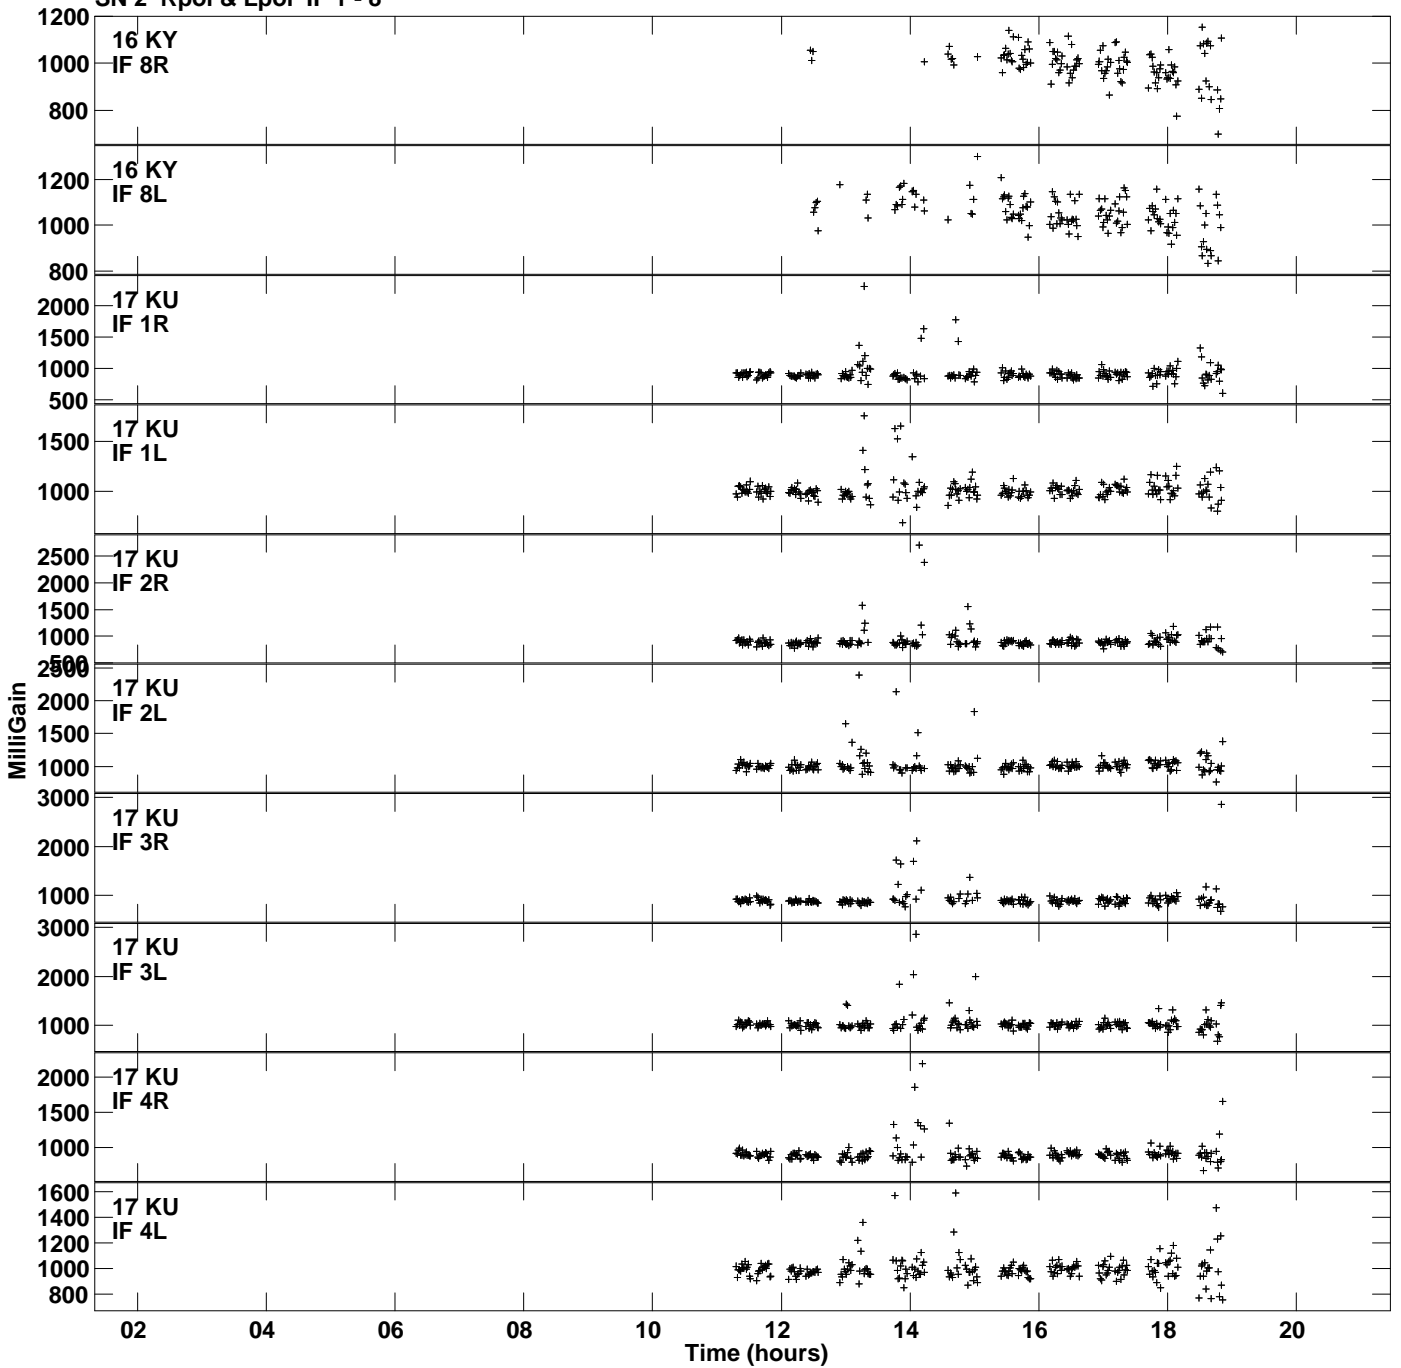 SN 2 Rpol & Lpol IF 1 - 8
1200
1000
800
16 KY
IF 8R
1200
1000
800
16 KY
IF 8L
2000
1500
1000
500
17 KU
IF 1R
1500
1000
17 KU
IF 1L
2500
2000
1500
1000
500
17 KU
IF 2R
2500
2000
1500
1000
17 KU
IF 2L
3000
2000
1000
17 KU
IF 3R
3000
2000
1000
17 KU
IF 3L
2000
1500
1000
17 KU
IF 4R
1600
1400
1200
1000
800
17 KU
IF 4L
MilliGain
02 04 06 08 10 12 14 16 18 20
Time (hours)